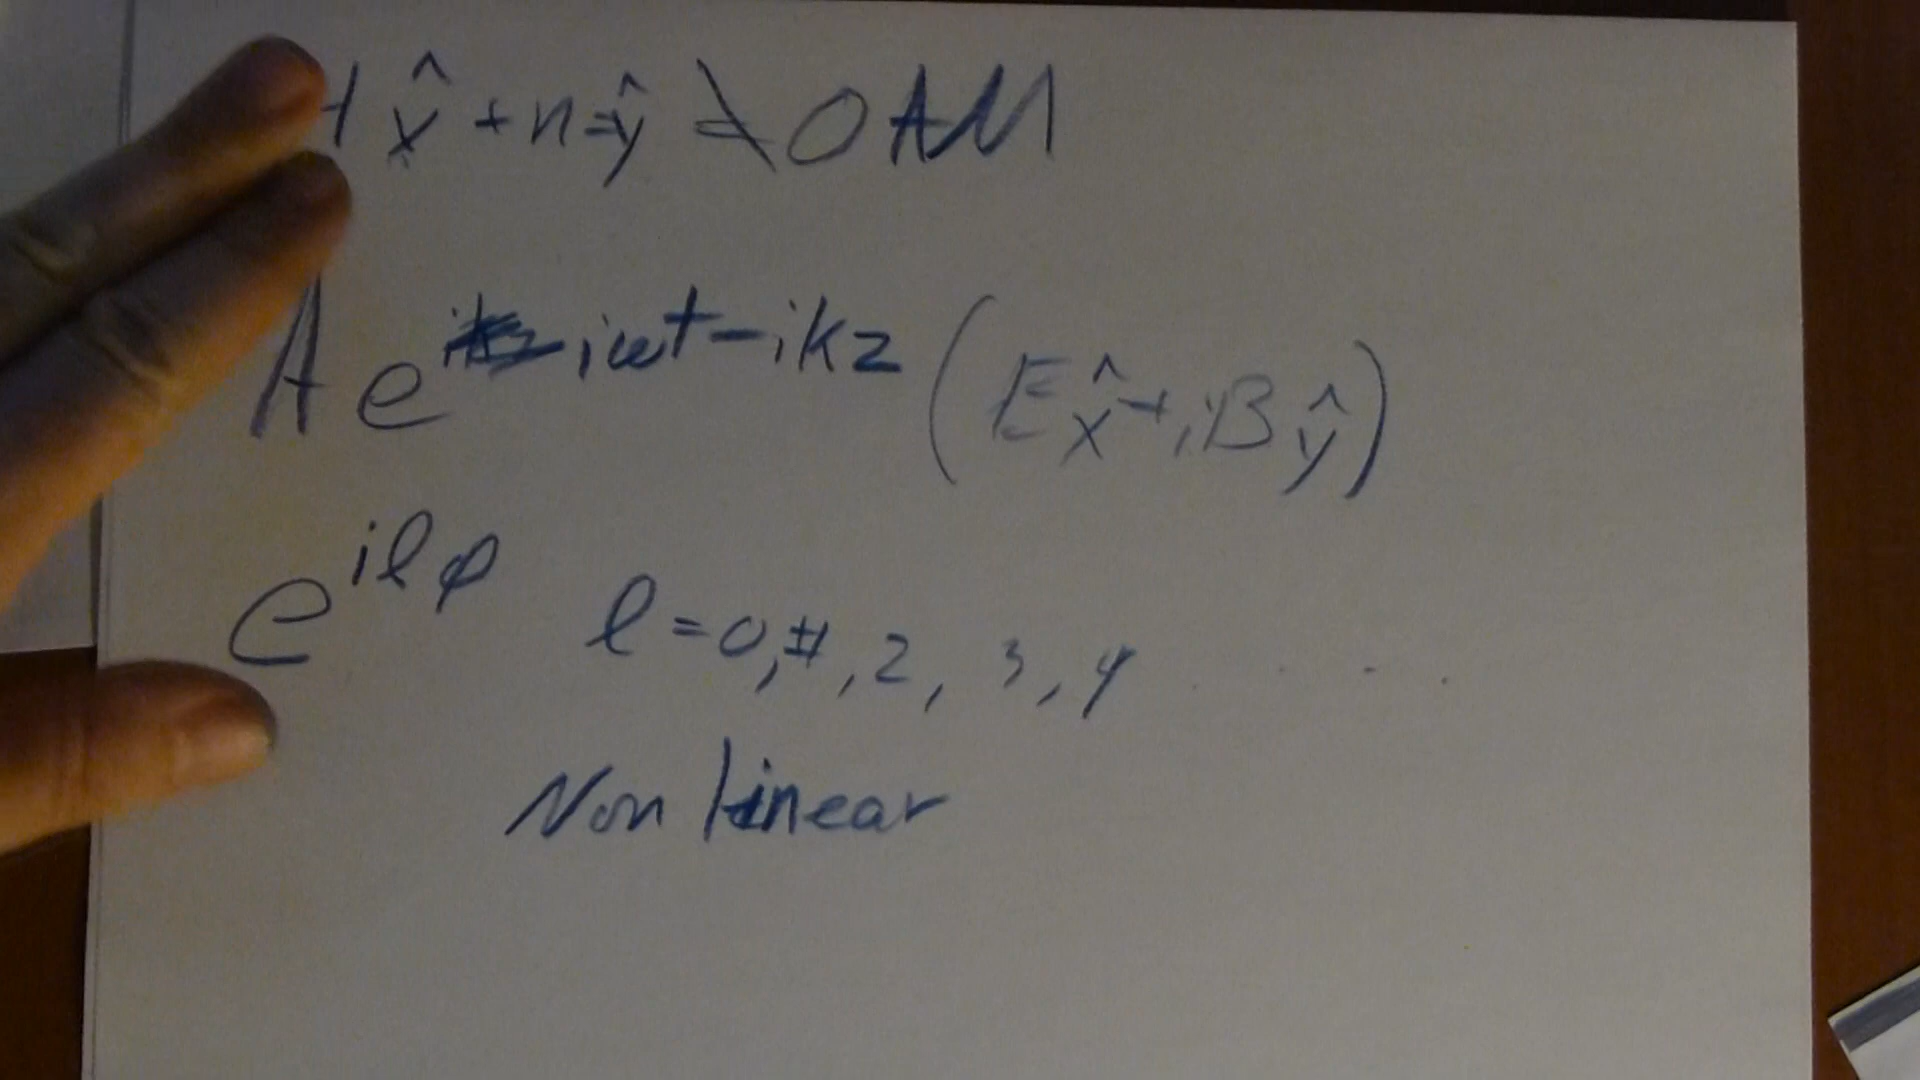 x̂ + n=ŷ ≠ OAM
A e^{iωt-ikz} (E x̂ + iB ŷ)
e^{ilφ} l = 0, 1, 2, 3, 4 . . . .
Non linear